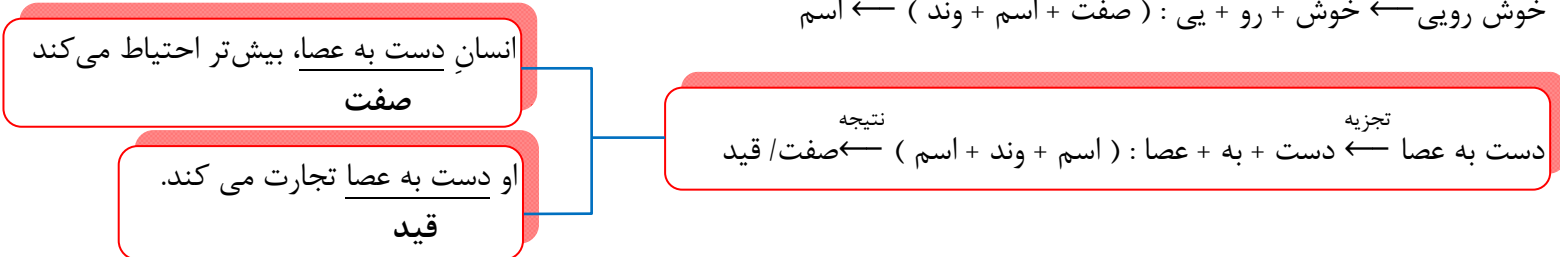 خوش رویی ⟵ خوش + رو + یی : ( صفت + اسم + وند ) ⟵ اسم
تجزیه
نتیجه
دست به عصا ⟵ دست + به + عصا : ( اسم + وند + اسم ) ⟵صفت/ قید
انسانِ دست به عصا، بیش‌تر احتیاط می‌کند
صفت
او دست به عصا تجارت می کند.
قید